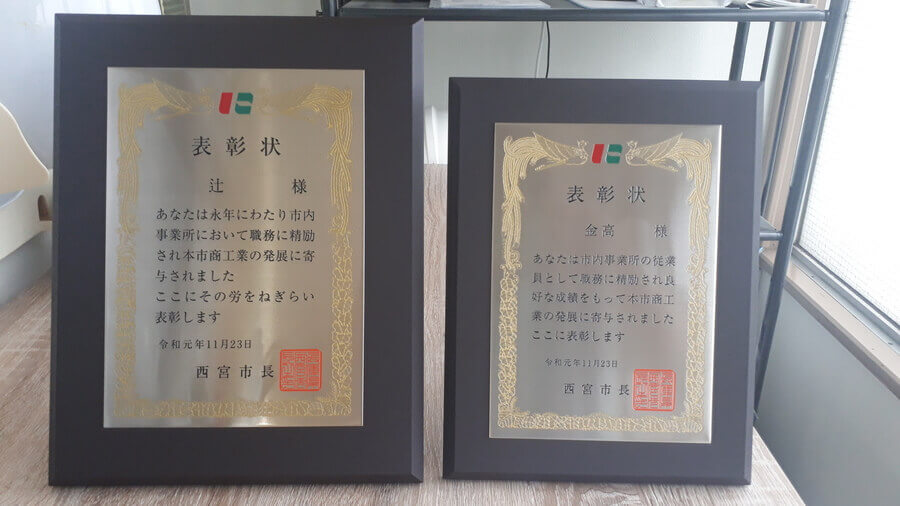 表彰状
辻 様
あなたは永年にわたり市内
事業所において職務に精励
され本市商工業の発展に寄
与されました
ここにその労をねぎらい
表彰します
令和元年11月23日
西宮市長
表彰状
金高 様
あなたは市内事業所の従業
員として職務に精励され良
好な成績をもって本市商工
業の発展に寄与されました
ここに表彰します
令和元年11月23日
西宮市長